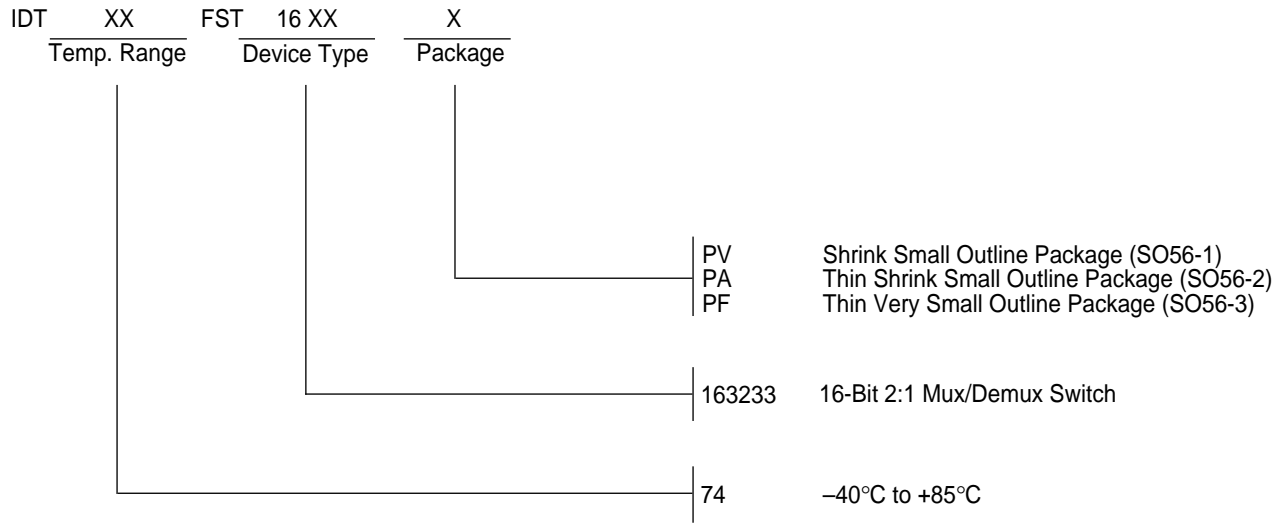 IDT XX FST 16 XX X
Temp. Range Device Type Package
PV Shrink Small Outline Package (SO56-1)
PA Thin Shrink Small Outline Package (SO56-2)
PF Thin Very Small Outline Package (SO56-3)
163233 16-Bit 2:1 Mux/Demux Switch
74 –40°C to +85°C